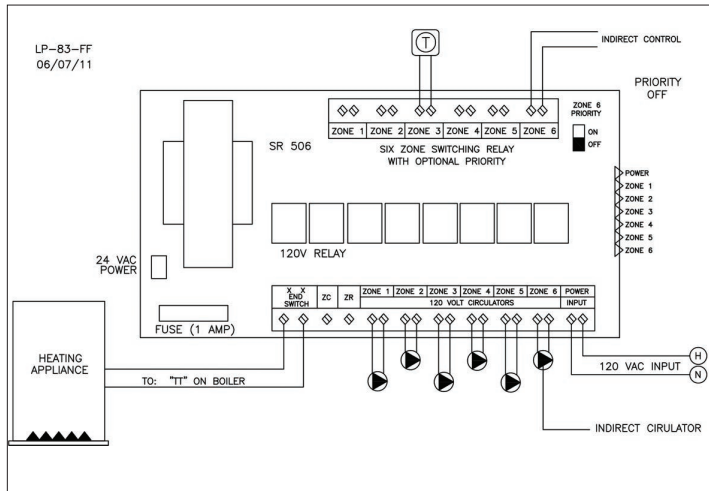 LP-83-FF
06/07/11
T
INDIRECT CONTROL
PRIORITY
OFF
ZONE 6
PRIORITY
ON
OFF
ZONE 1 ZONE 2 ZONE 3 ZONE 4 ZONE 5 ZONE 6
SR 506
SIX ZONE SWITCHING RELAY
WITH OPTIONAL PRIORITY
POWER
ZONE 1
ZONE 2
ZONE 3
ZONE 4
ZONE 5
ZONE 6
120V RELAY
24 VAC
POWER
X X
END
SWITCH
ZC
ZR
ZONE 1 ZONE 2 ZONE 3 ZONE 4 ZONE 5 ZONE 6
120 VOLT CIRCULATORS
POWER
INPUT
FUSE (1 AMP)
HEATING
APPLIANCE
TO: "TT" ON BOILER
120 VAC INPUT
H
N
INDIRECT CIRULATOR